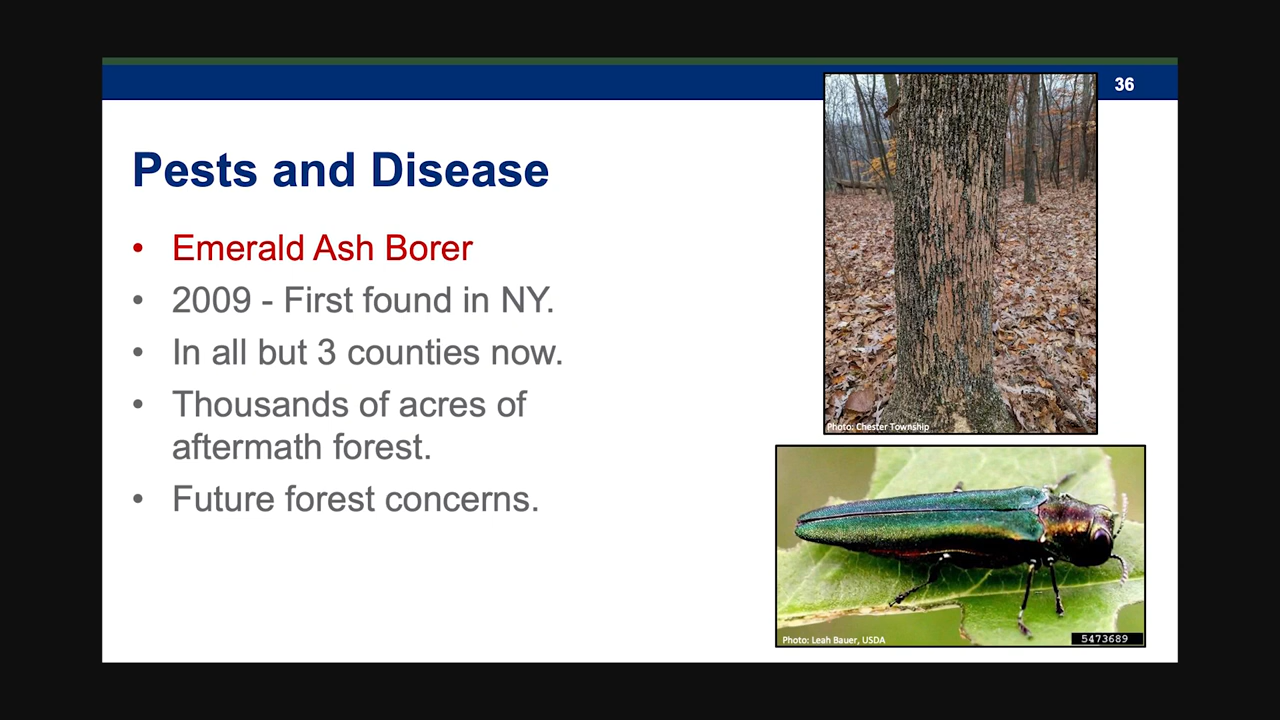 36
Pests and Disease
• Emerald Ash Borer
• 2009 - First found in NY.
• In all but 3 counties now.
• Thousands of acres of
aftermath forest.
• Future forest concerns.
Photo: Chester Township
Photo: Leah Bauer, USDA
5473689